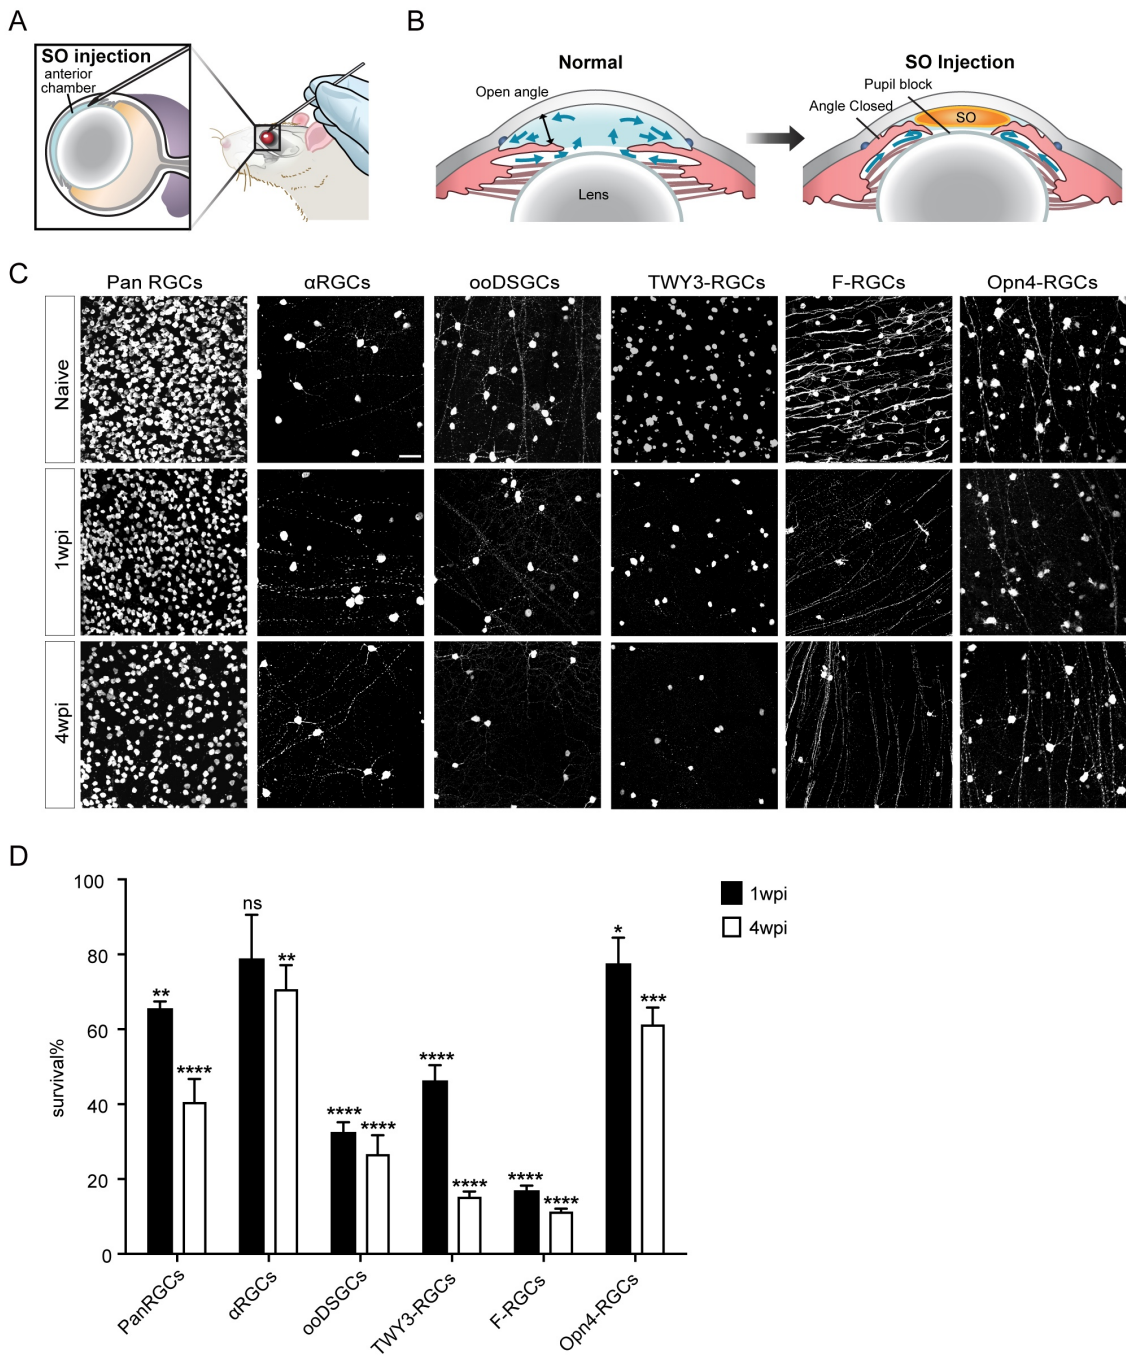 A
SO injection
anterior
chamber
B
Normal
Open angle
Lens
SO Injection
Pupil block
Angle Closed
SO
C
Pan RGCs
αRGCs
ooDSGCs
TWY3-RGCs
F-RGCs
Opn4-RGCs
Naive
1wpi
4wpi
D
survival%
100
80
60
40
20
0
**
****
ns
**
****
****
****
****
****
****
*
***
1wpi
4wpi
PanRGCs
αRGCs
ooDSGCs
TWY3-RGCs
F-RGCs
Opn4-RGCs